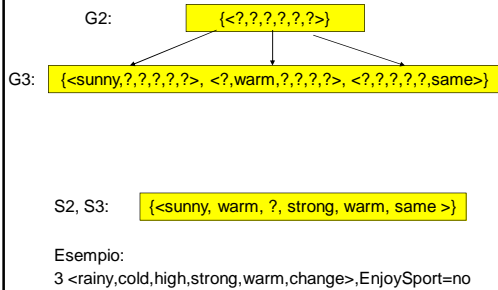 G2: {<?,?,?,?,?,?>}
G3: {<sunny,?,?,?,?,?>, <?,warm,?,?,?,?>, <?,?,?,?,?,same>}
S2, S3: {<sunny, warm, ?, strong, warm, same >}
Esempio:
3 <rainy,cold,high,strong,warm,change>,EnjoySport=no